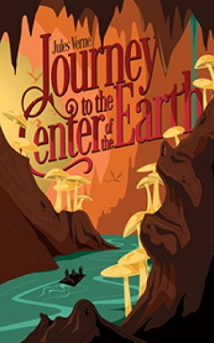 Jules Verne
Journey
to the
Center of
the Earth